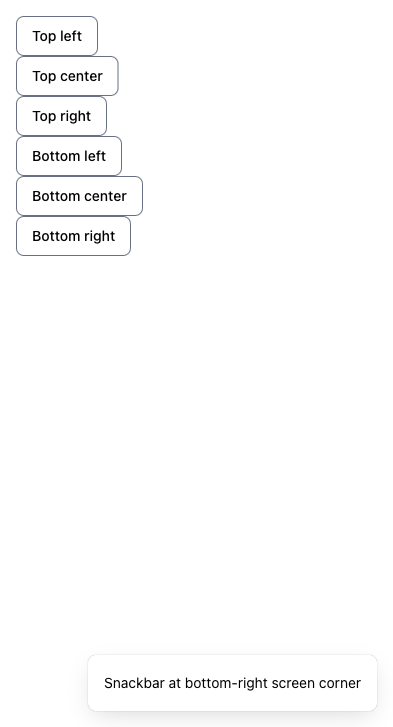 Top left
Top center
Top right
Bottom left
Bottom center
Bottom right
Snackbar at bottom-right screen corner